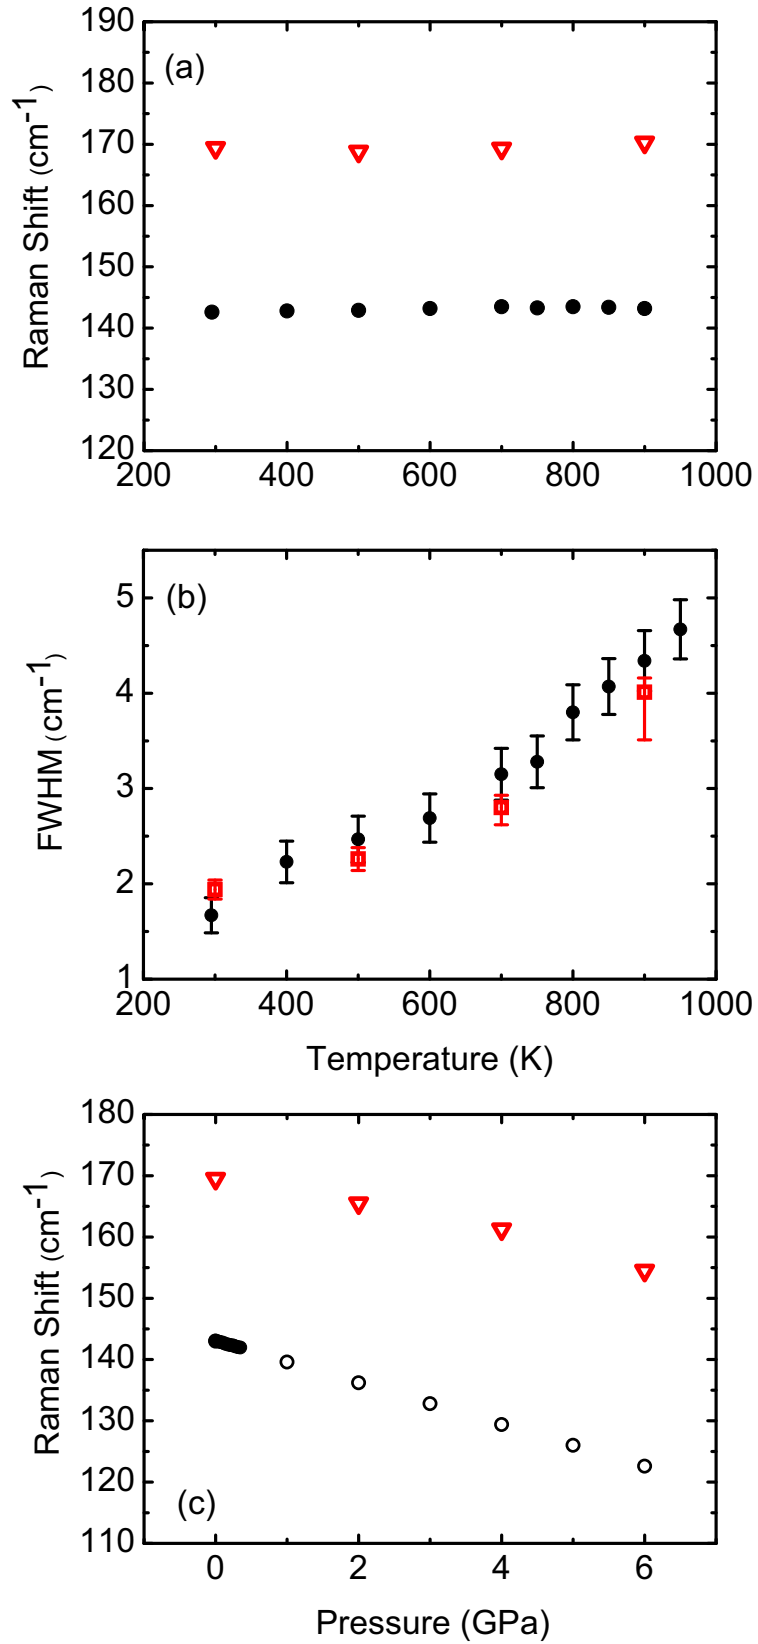 190
180
170
160
150
140
130
120
Raman Shift (cm⁻¹)
(a)
200 400 600 800 1000
5
4
3
2
1
FWHM (cm⁻¹)
(b)
200 400 600 800 1000
Temperature (K)
180
170
160
150
140
130
120
110
Raman Shift (cm⁻¹)
(c)
0 2 4 6
Pressure (GPa)